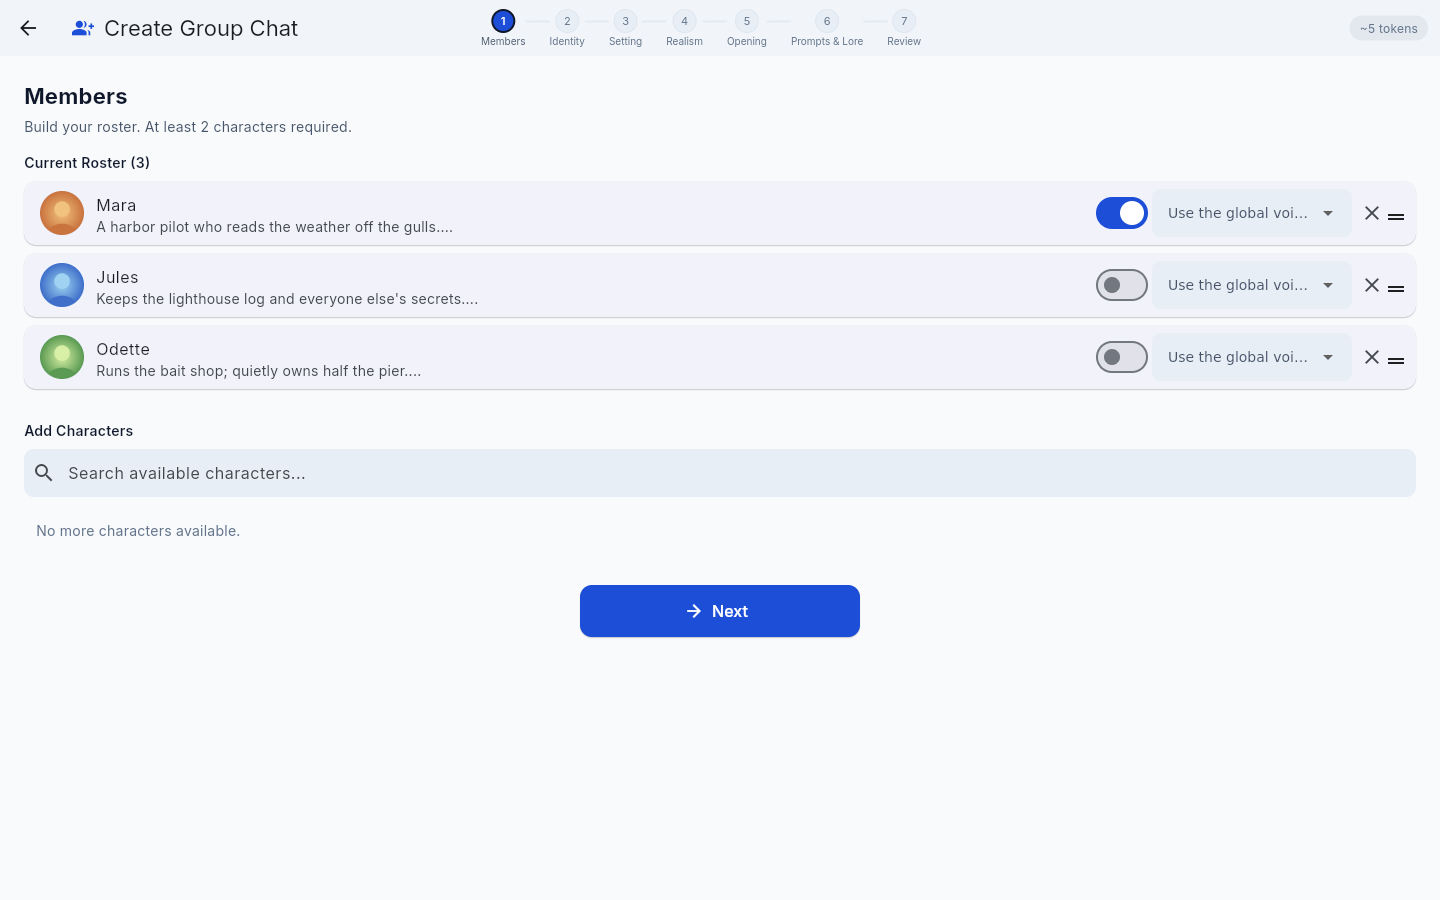 Create Group Chat
1
Members
2
Identity
3
Setting
4
Realism
5
Opening
6
Prompts & Lore
7
Review
~5 tokens
Members
Build your roster. At least 2 characters required.
Current Roster (3)
Mara
A harbor pilot who reads the weather off the gulls....
Use the global voi...
Jules
Keeps the lighthouse log and everyone else's secrets....
Use the global voi...
Odette
Runs the bait shop; quietly owns half the pier....
Use the global voi...
Add Characters
Search available characters...
No more characters available.
Next